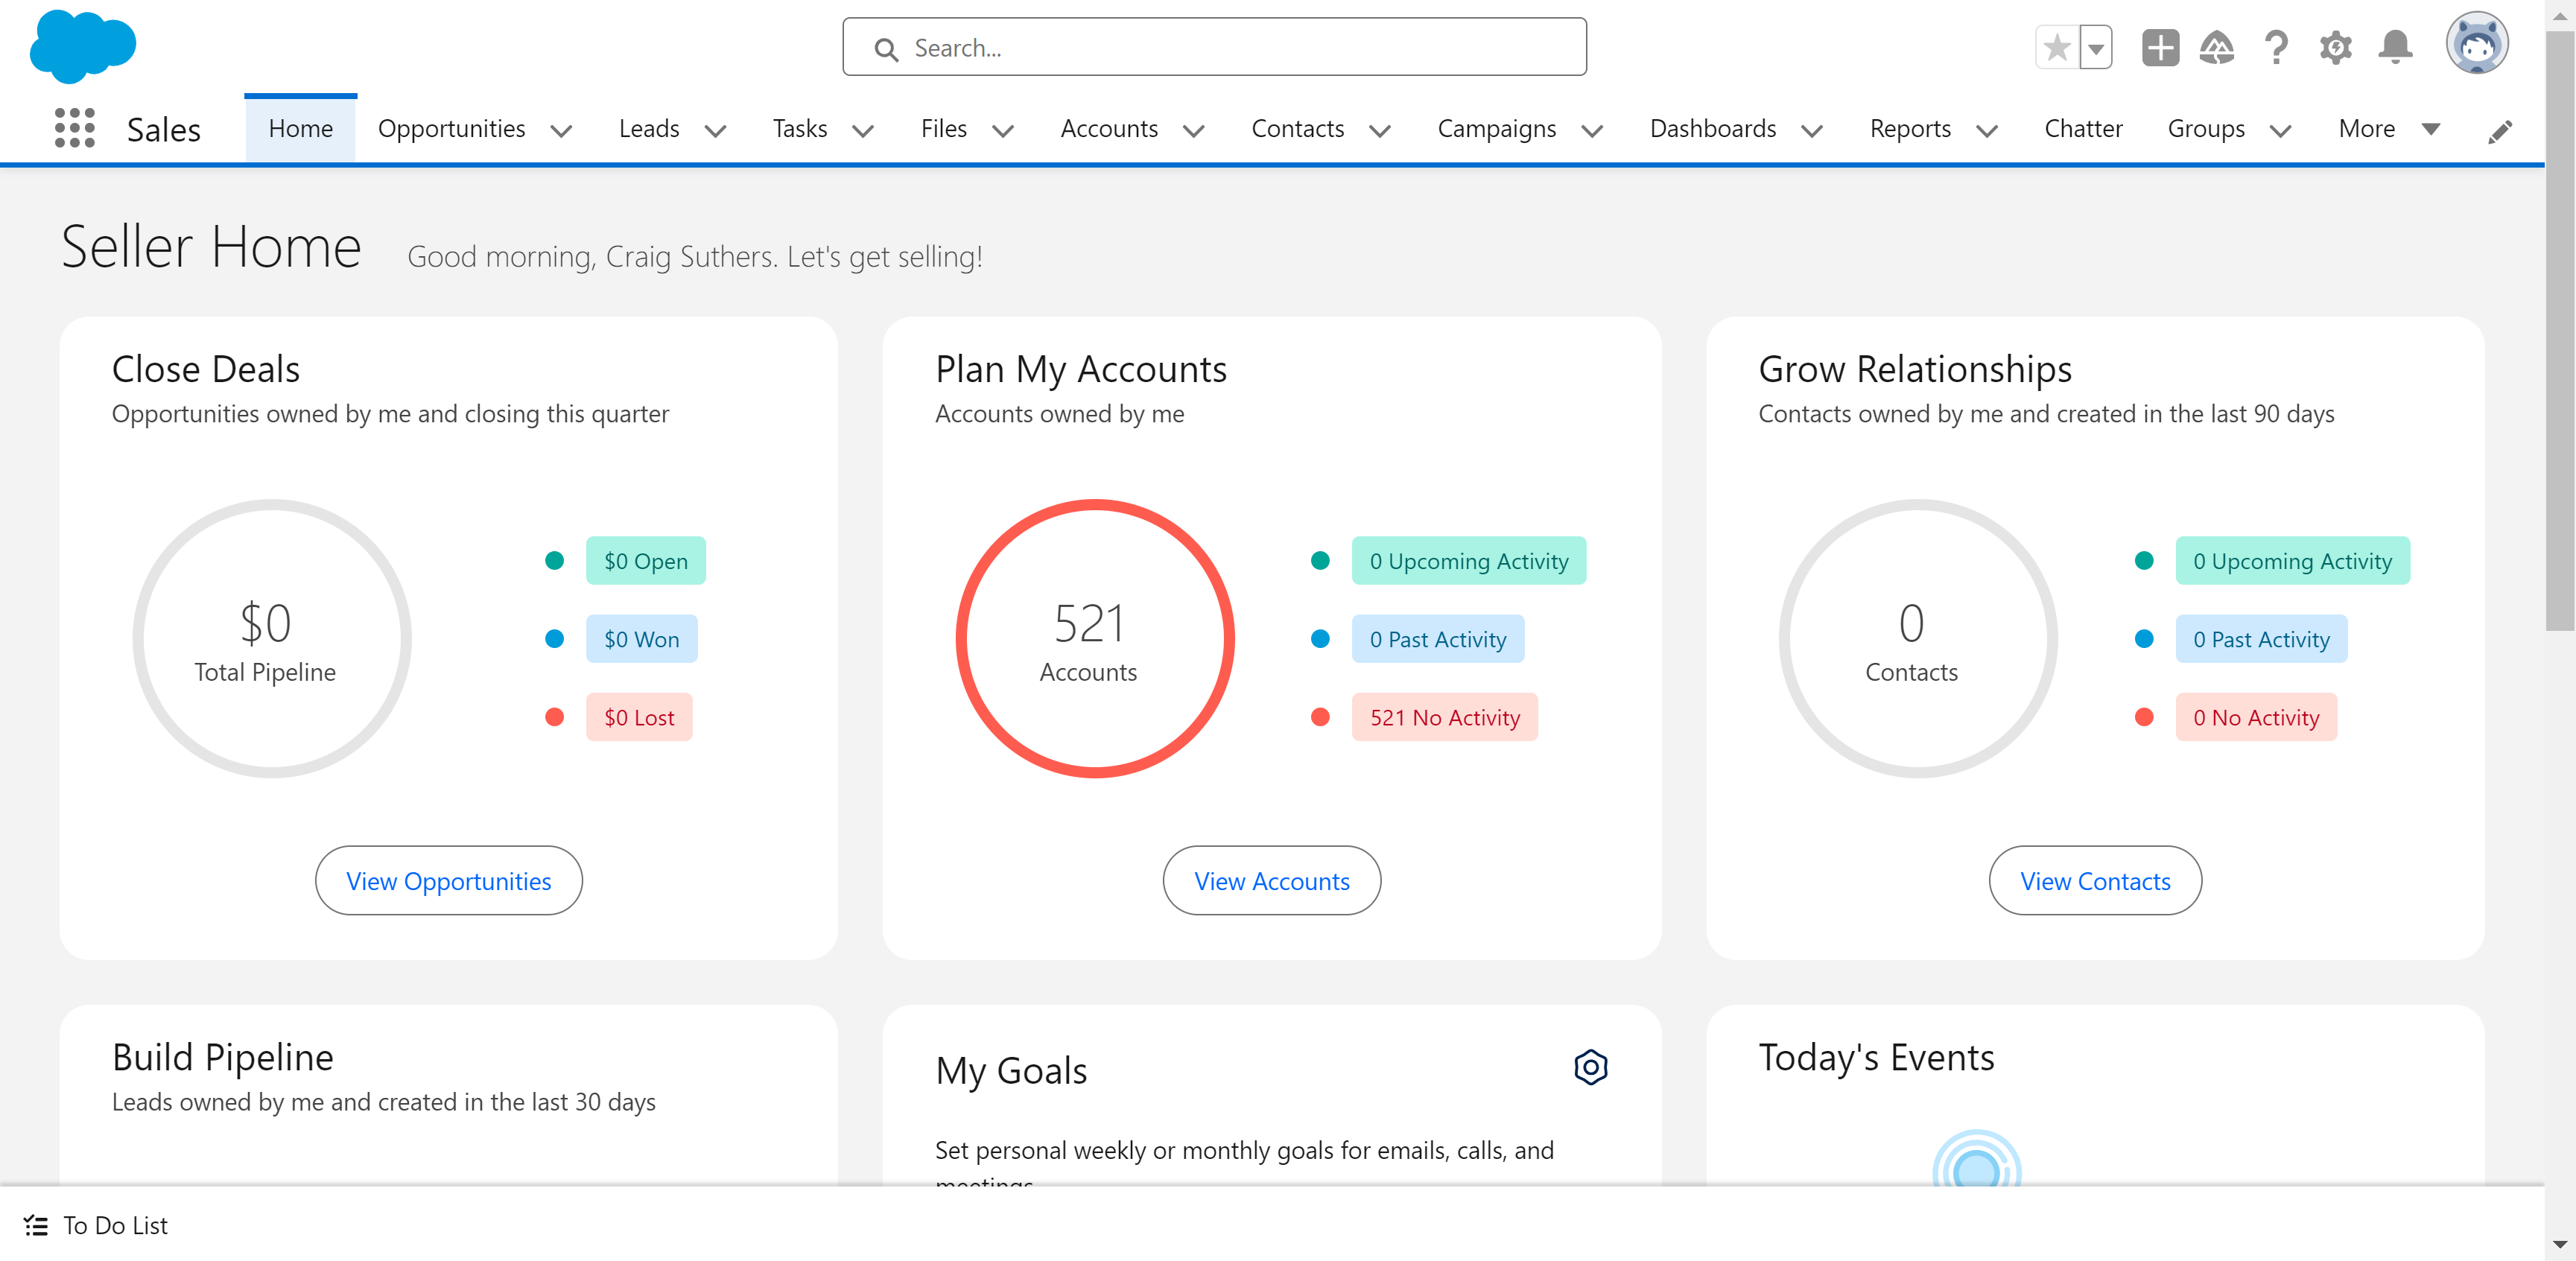 Search...
Sales
Home
Opportunities
Leads
Tasks
Files
Accounts
Contacts
Campaigns
Dashboards
Reports
Chatter
Groups
More
Seller Home
Good morning, Craig Suthers. Let's get selling!
Close Deals
Opportunities owned by me and closing this quarter
$0
Total Pipeline
$0 Open
$0 Won
$0 Lost
View Opportunities
Plan My Accounts
Accounts owned by me
521
Accounts
0 Upcoming Activity
0 Past Activity
521 No Activity
View Accounts
Grow Relationships
Contacts owned by me and created in the last 90 days
0
Contacts
0 Upcoming Activity
0 Past Activity
0 No Activity
View Contacts
Build Pipeline
Leads owned by me and created in the last 30 days
My Goals
Set personal weekly or monthly goals for emails, calls, and
meetings
Today's Events
To Do List